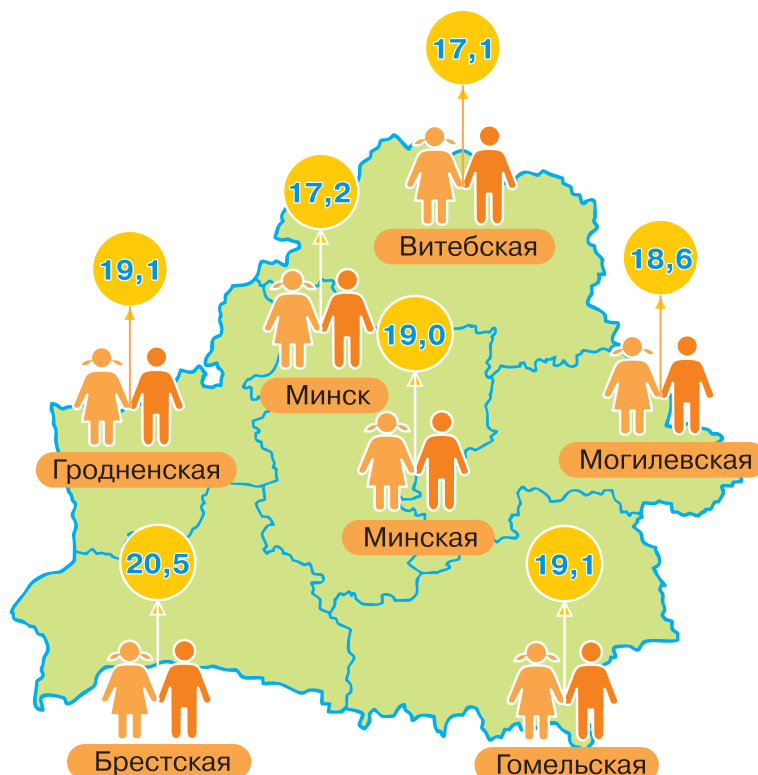 17,1
Витебская
17,2
Минск
19,1
Гродненская
18,6
Могилевская
19,0
Минская
20,5
Брестская
19,1
Гомельская